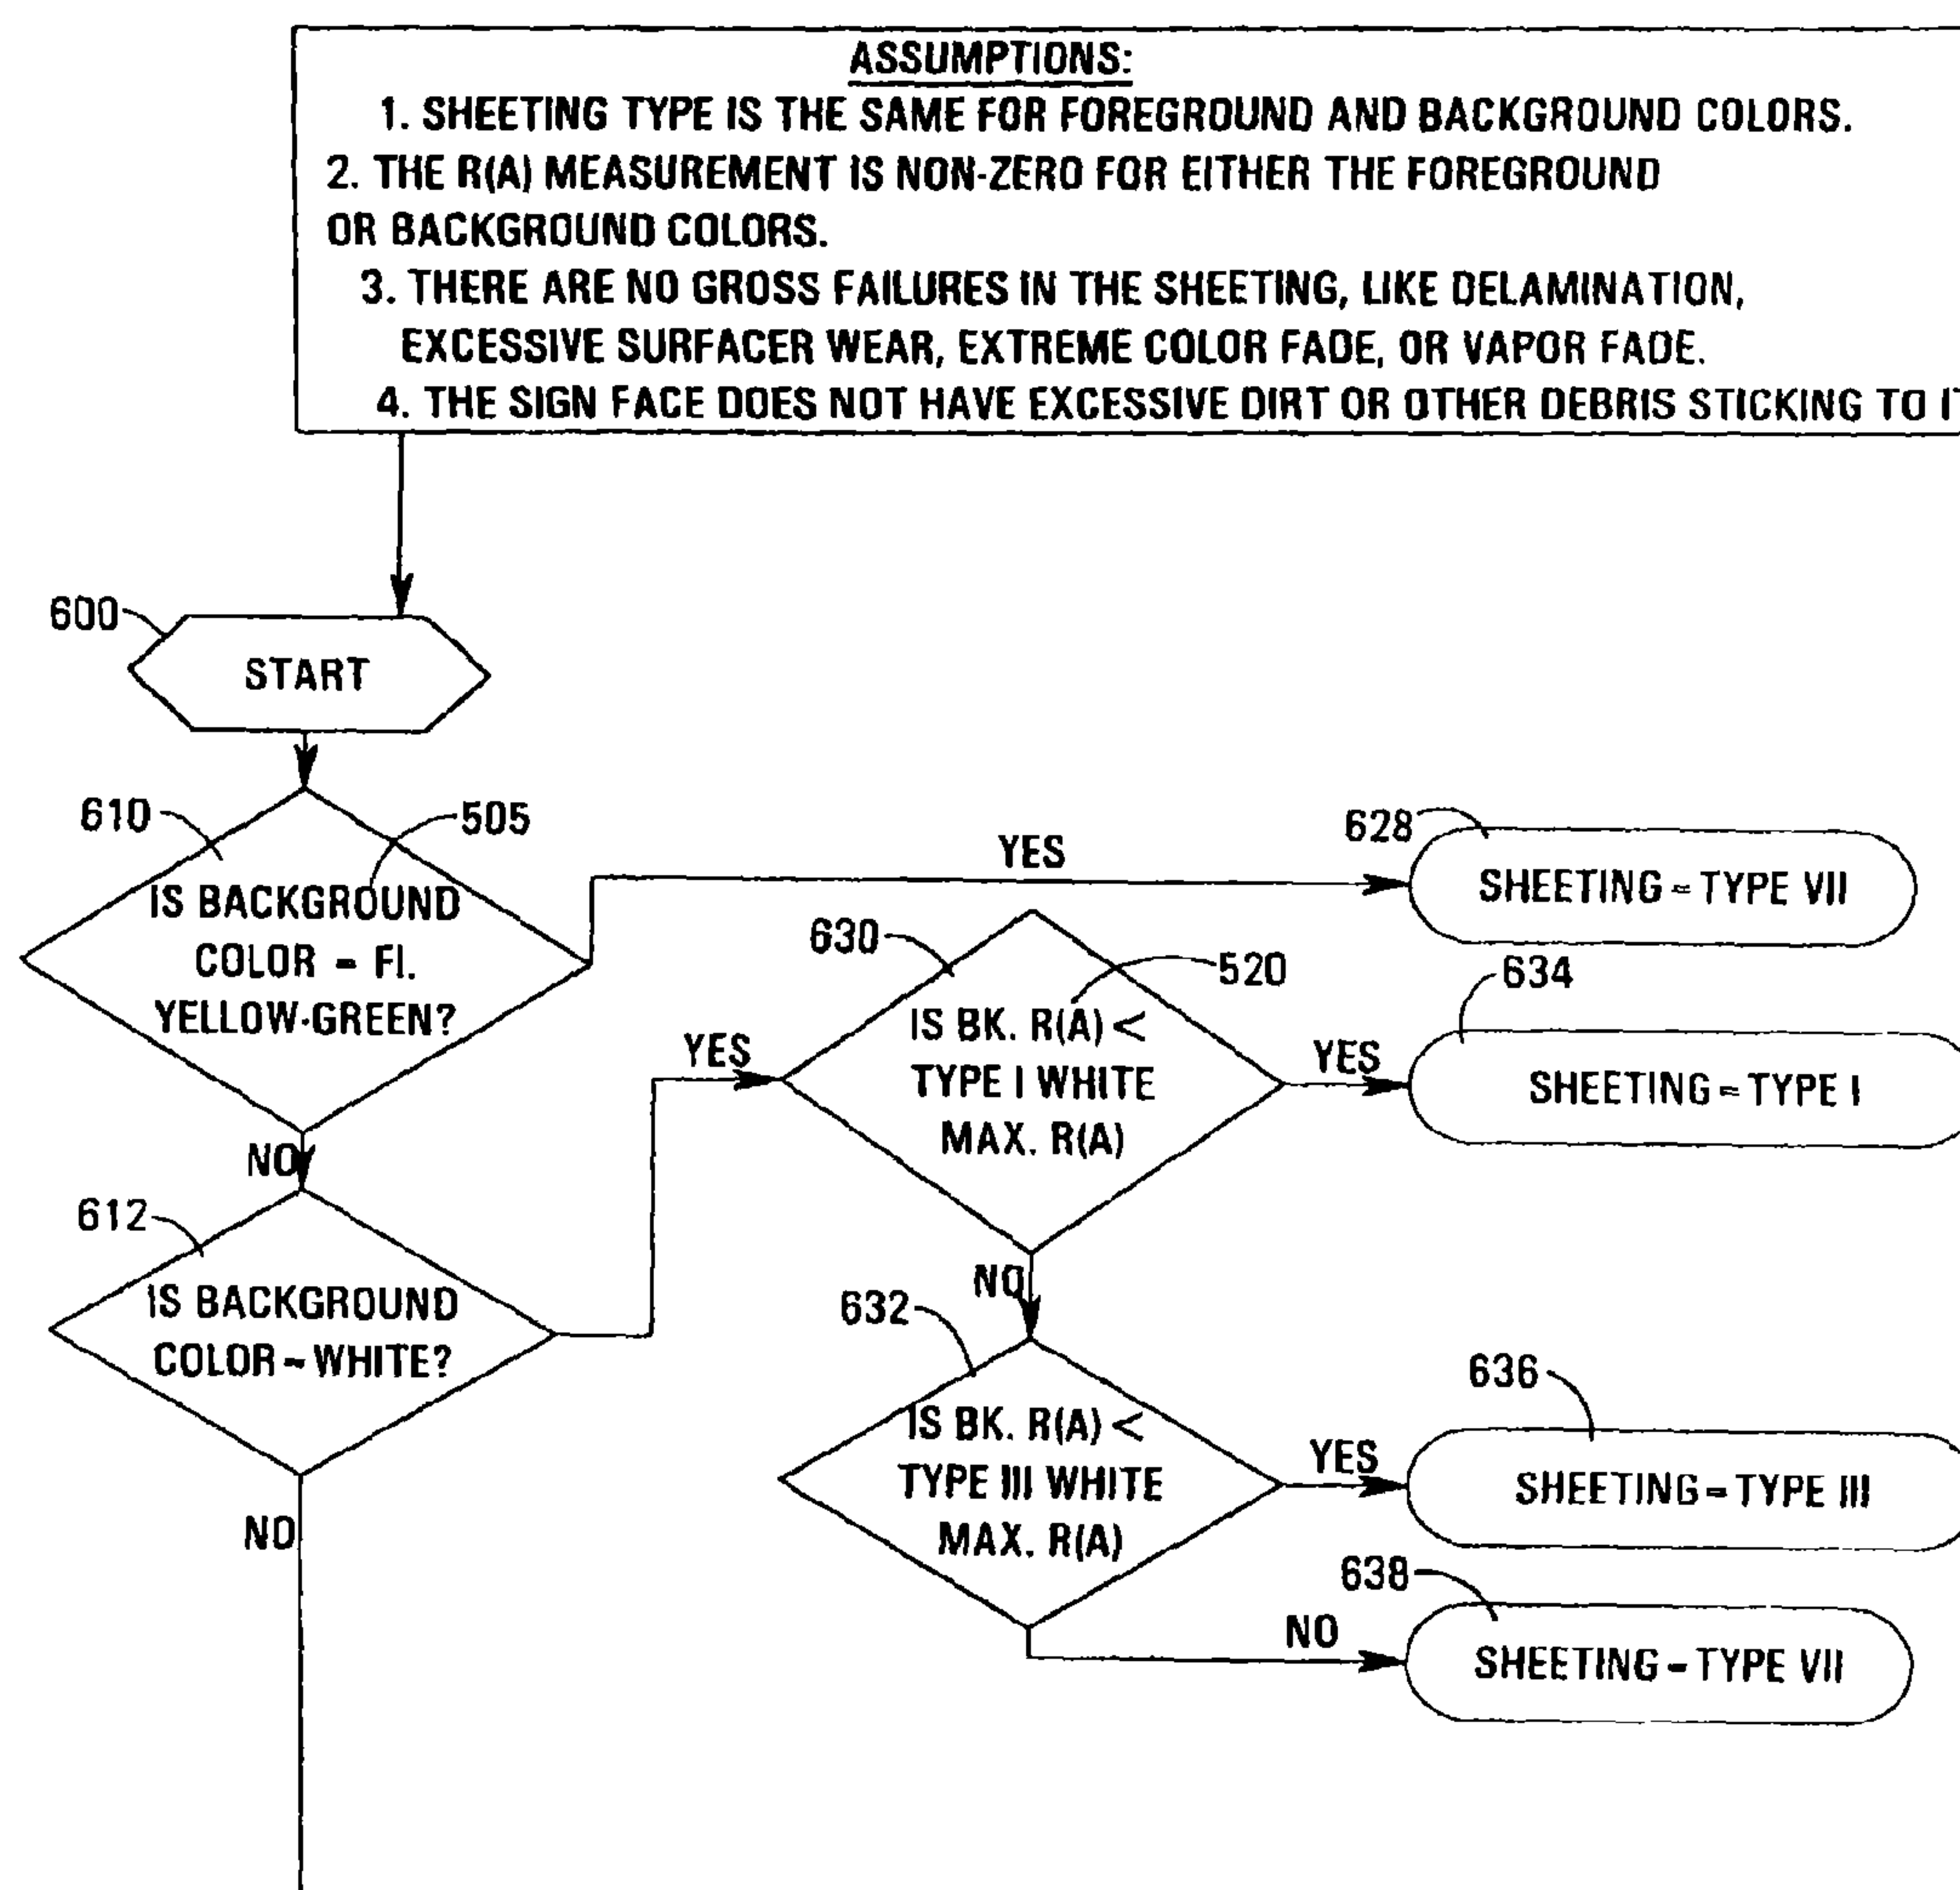 ASSUMPTIONS:
1. SHEETING TYPE IS THE SAME FOR FOREGROUND AND BACKGROUND COLORS.
2. THE R(A) MEASUREMENT IS NON-ZERO FOR EITHER THE FOREGROUND
OR BACKGROUND COLORS.
3. THERE ARE NO GROSS FAILURES IN THE SHEETING, LIKE DELAMINATION,
EXCESSIVE SURFACER WEAR, EXTREME COLOR FADE, OR VAPOR FADE.
4. THE SIGN FACE DOES NOT HAVE EXCESSIVE DIRT OR OTHER DEBRIS STICKING TO IT
600
START
610
505
IS BACKGROUND
COLOR = Fl.
YELLOW-GREEN?
YES
628
SHEETING = TYPE VII
NO
612
IS BACKGROUND
COLOR = WHITE?
YES
NO
630
520
IS BK. R(A) <
TYPE I WHITE
MAX. R(A)
YES
634
SHEETING = TYPE I
NO
632
IS BK. R(A) <
TYPE III WHITE
MAX. R(A)
YES
636
SHEETING = TYPE III
NO
638
SHEETING = TYPE VII